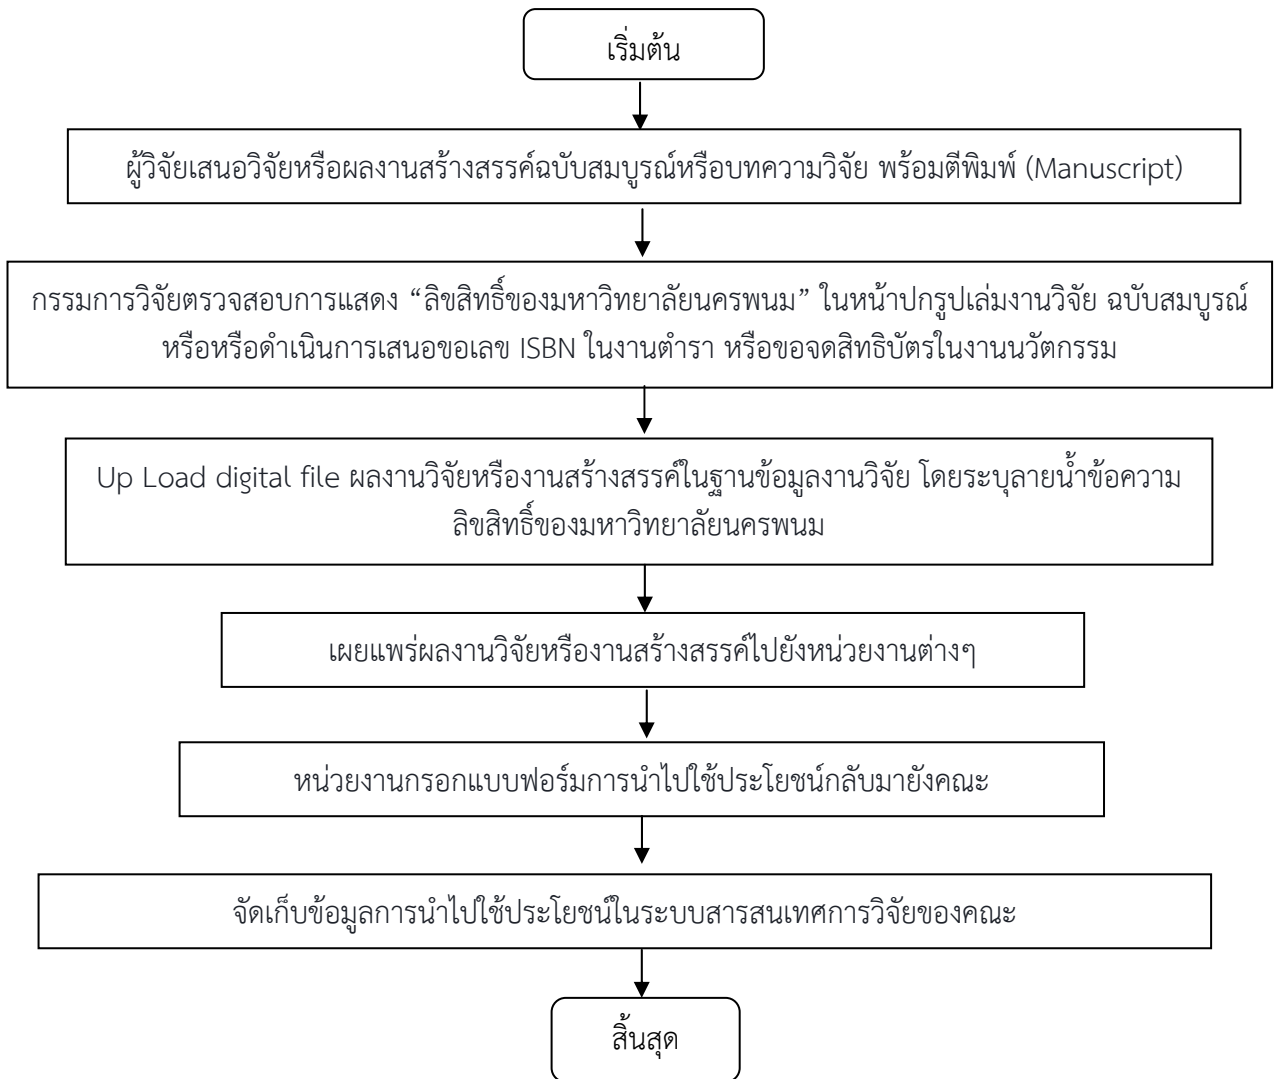 เริ่มต้น
ผู้วิจัยเสนอวิจัยหรือผลงานสร้างสรรค์ฉบับสมบูรณ์หรือบทความวิจัย พร้อมตีพิมพ์ (Manuscript)
กรรมการวิจัยตรวจสอบการแสดง “ลิขสิทธิ์ของมหาวิทยาลัยนครพนม” ในหน้าปกรูปเล่มงานวิจัย ฉบับสมบูรณ์
หรือหรือดำเนินการเสนอขอเลข ISBN ในงานตำรา หรือขอจดสิทธิบัตรในงานนวัตกรรม
Up Load digital file ผลงานวิจัยหรืองานสร้างสรรค์ในฐานข้อมูลงานวิจัย โดยระบุลายน้ำข้อความ
ลิขสิทธิ์ของมหาวิทยาลัยนครพนม
เผยแพร่ผลงานวิจัยหรืองานสร้างสรรค์ไปยังหน่วยงานต่างๆ
หน่วยงานกรอกแบบฟอร์มการนำไปใช้ประโยชน์กลับมายังคณะ
จัดเก็บข้อมูลการนำไปใช้ประโยชน์ในระบบสารสนเทศการวิจัยของคณะ
สิ้นสุด